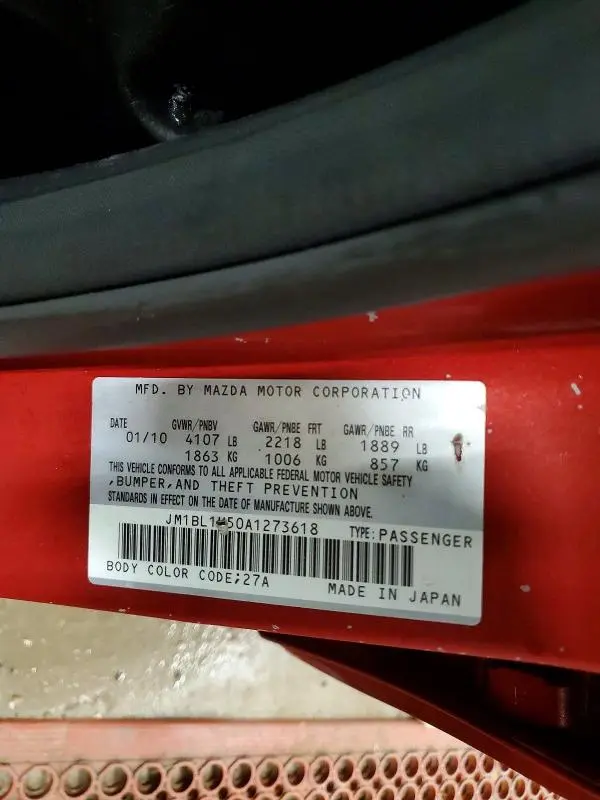 MFD. BY MAZDA MOTOR CORPORATION
DATE GVWR/PNBV GAWR/PNBE FRT GAWR/PNBE RR
01/10 4107 LB 2218 LB 1889 LB
1863 KG 1006 KG 857 KG
THIS VEHICLE CONFORMS TO ALL APPLICABLE FEDERAL MOTOR VEHICLE SAFETY
,BUMPER,AND THEFT PREVENTION
STANDARDS IN EFFECT ON THE DATE OF MANUFACTURE SHOWN ABOVE.
JM1BL1H50A1273618 TYPE:PASSENGER
BODY COLOR CODE;27A MADE IN JAPAN